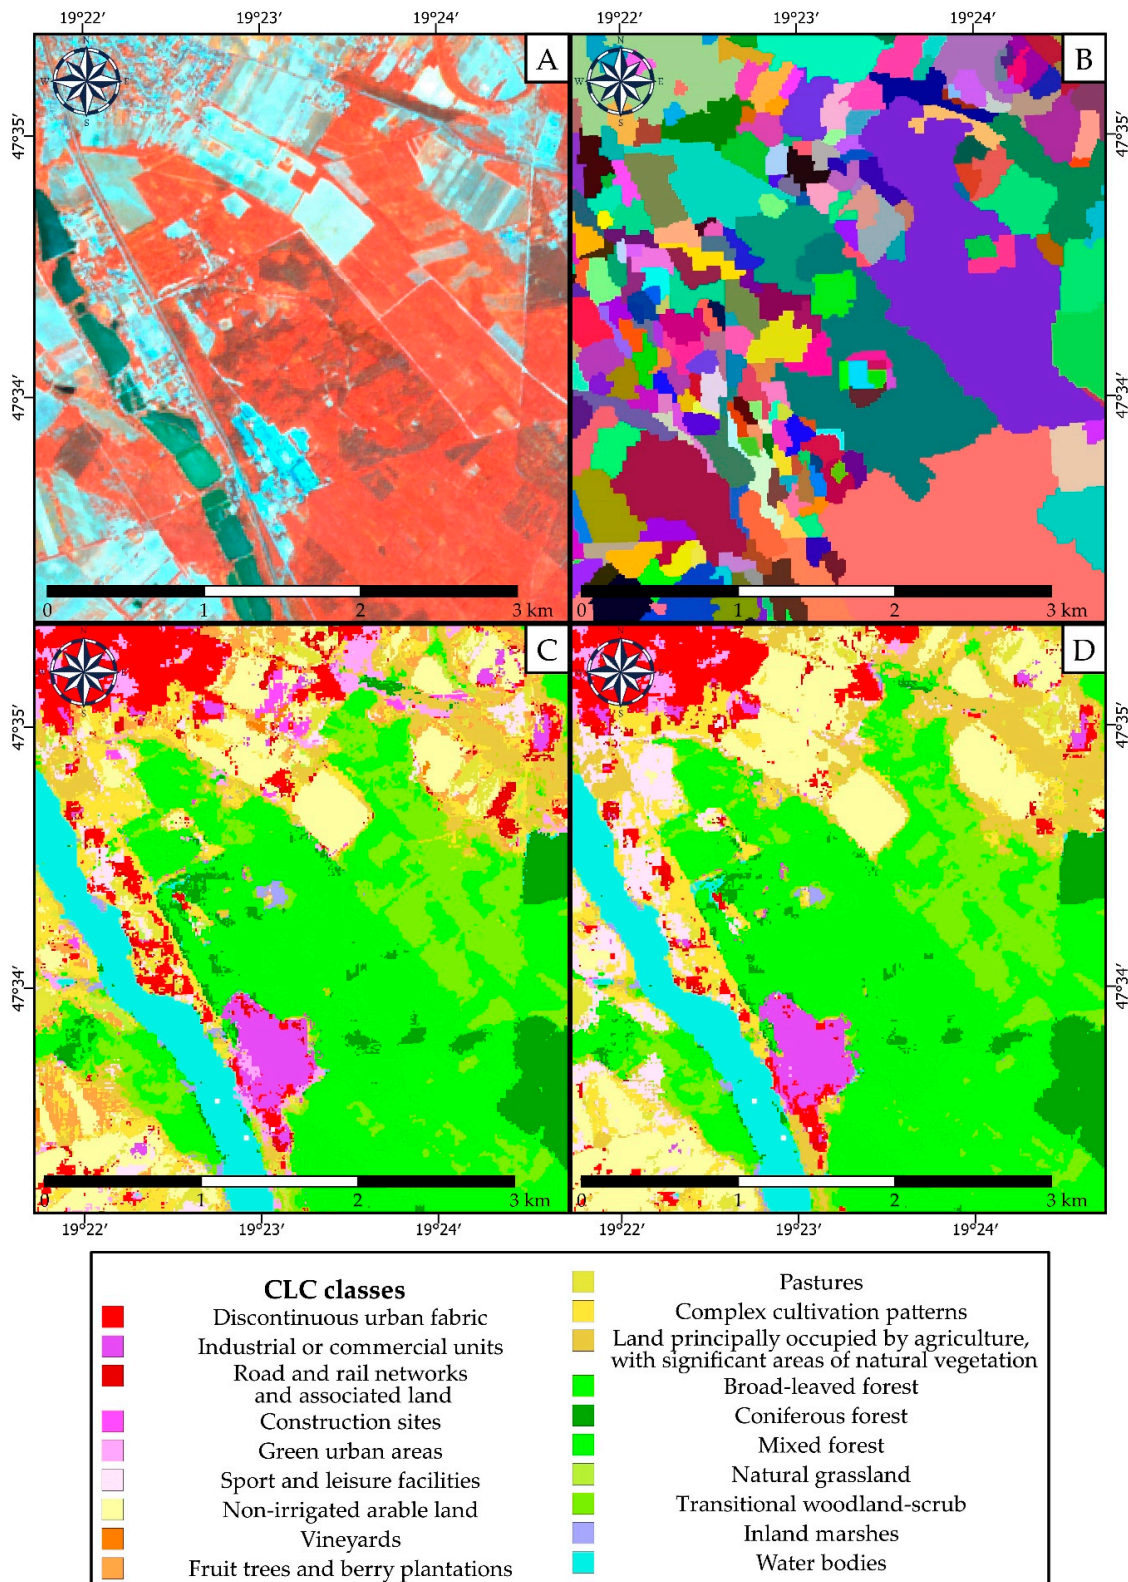 19°22′ 19°23′ 19°22′ 19°24′
N
W E
S
A
N
W E
S
B
47°35′
47°35′
47°34′
47°34′
0 1 2 3 km
0 1 2 3 km
N
W E
S
C
N
W E
S
D
47°35′
47°35′
47°34′
47°34′
0 1 2 3 km
0 1 2 3 km
19°22′ 19°23′ 19°24′ 19°22′ 19°23′ 19°24′
CLC classes
Discontinuous urban fabric
Industrial or commercial units
Road and rail networks
and associated land
Construction sites
Green urban areas
Sport and leisure facilities
Non-irrigated arable land
Vineyards
Fruit trees and berry plantations
Pastures
Complex cultivation patterns
Land principally occupied by agriculture,
with significant areas of natural vegetation
Broad-leaved forest
Coniferous forest
Mixed forest
Natural grassland
Transitional woodland-scrub
Inland marshes
Water bodies